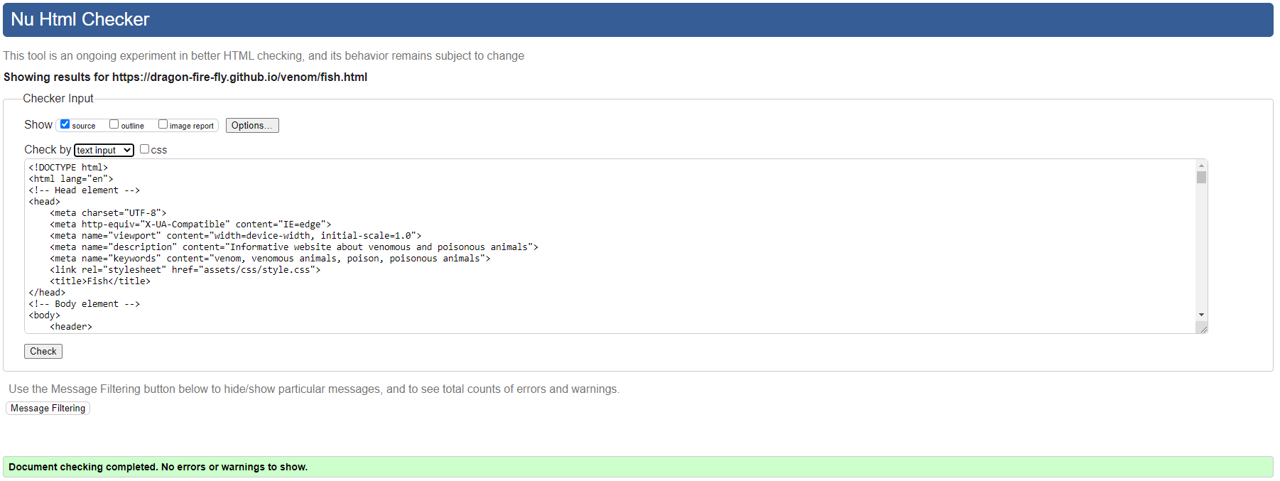 Nu Html Checker
This tool is an ongoing experiment in better HTML checking, and its behavior remains subject to change
Showing results for https://dragon-fire-fly.github.io/venom/fish.html
Checker Input
Show source outline image report Options...
Check by text input css
<!DOCTYPE html>
<html lang="en">
<!-- Head element -->
<head>
    <meta charset="UTF-8">
    <meta http-equiv="X-UA-Compatible" content="IE=edge">
    <meta name="viewport" content="width=device-width, initial-scale=1.0">
    <meta name="description" content="Informative website about venomous and poisonous animals">
    <meta name="keywords" content="venom, venomous animals, poison, poisonous animals">
    <link rel="stylesheet" href="assets/css/style.css">
    <title>Fish</title>
</head>
<!-- Body element -->
<body>
    <header>
Check
Use the Message Filtering button below to hide/show particular messages, and to see total counts of errors and warnings.
Message Filtering
Document checking completed. No errors or warnings to show.